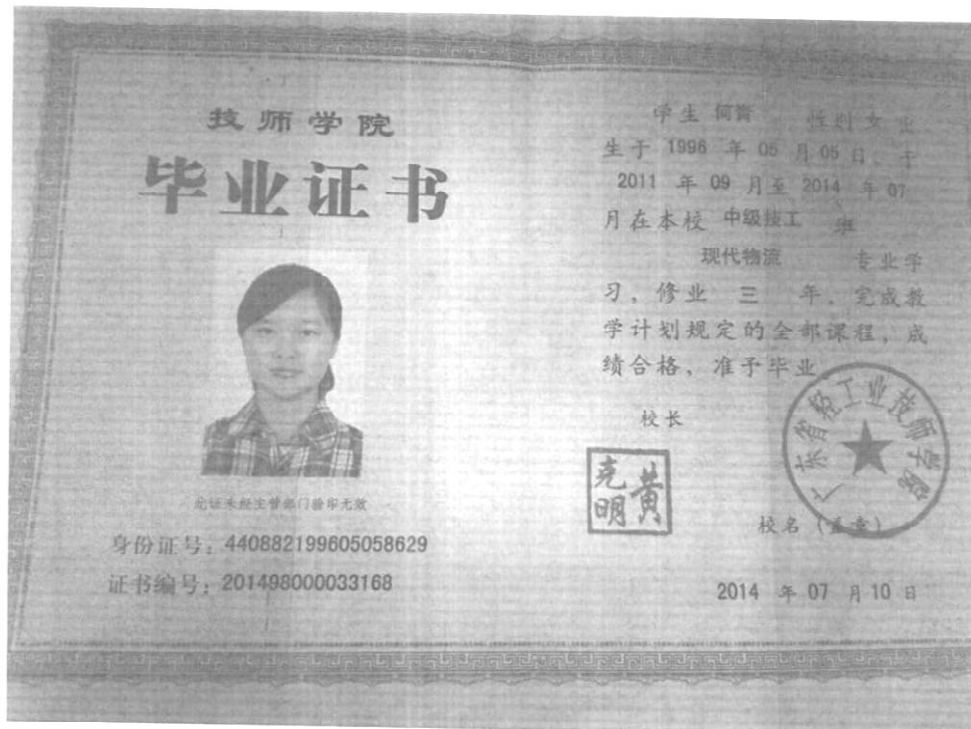 技师学院
毕业证书
此证未经主管部门验印无效
身份证号：440882199605058629
证书编号：201498000033168
学生 何 性别 女 出
生于 1996 年 05 月 05 日、于
2011 年 09 月至 2014 年 07
月在本校 中级技工 班
现代物流 专业学
习，修业 三 年，完成教
学计划规定的全部课程，成
绩合格，准予毕业
校长
黄克明
广东省轻工业技师学院
校名（盖章）
2014 年 07 月 10 日